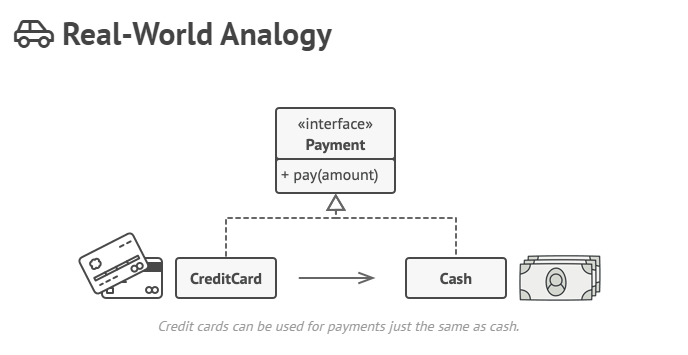 Real-World Analogy
«interface»
Payment
+ pay(amount)
CreditCard
Cash
Credit cards can be used for payments just the same as cash.